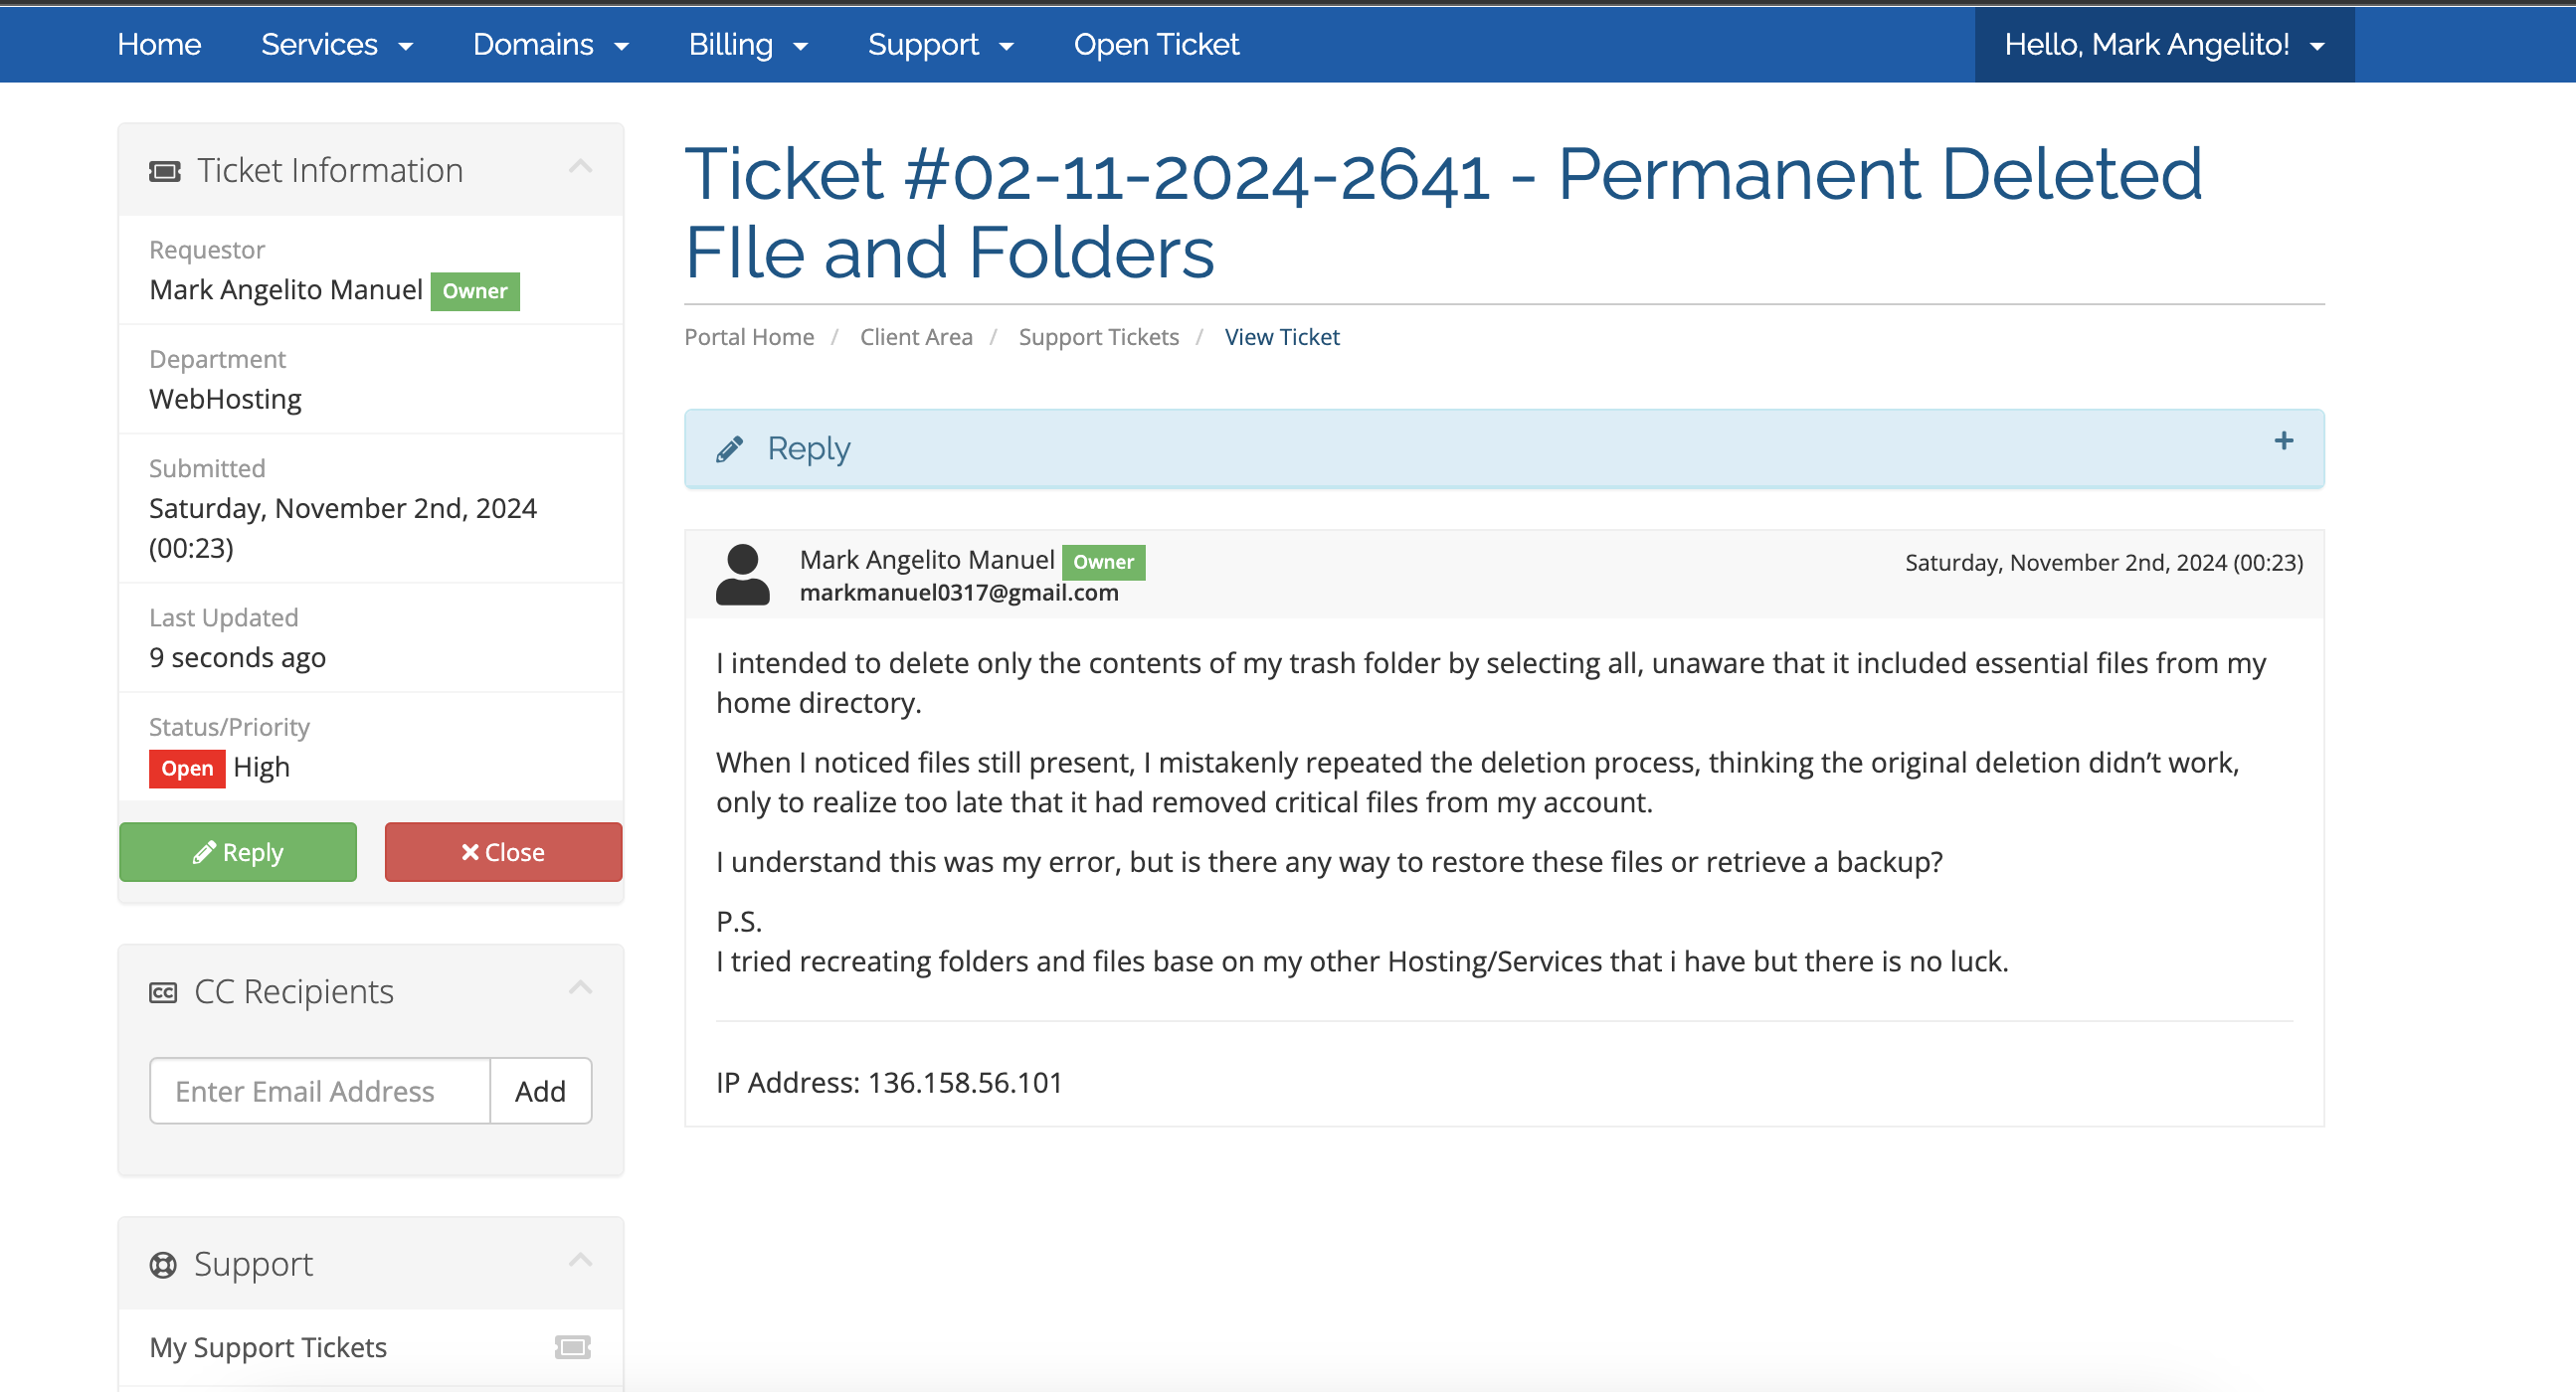 Home Services Domains Billing Support Open Ticket Hello, Mark Angelito!
Ticket Information
Requestor
Mark Angelito Manuel Owner
Department
WebHosting
Submitted
Saturday, November 2nd, 2024
(00:23)
Last Updated
9 seconds ago
Status/Priority
Open High
Reply Close
CC Recipients
Enter Email Address Add
Support
My Support Tickets
Ticket #02-11-2024-2641 - Permanent Deleted
FIle and Folders
Portal Home / Client Area / Support Tickets / View Ticket
Reply
Mark Angelito Manuel Owner
markmanuel0317@gmail.com
Saturday, November 2nd, 2024 (00:23)
I intended to delete only the contents of my trash folder by selecting all, unaware that it included essential files from my
home directory.
When I noticed files still present, I mistakenly repeated the deletion process, thinking the original deletion didn’t work,
only to realize too late that it had removed critical files from my account.
I understand this was my error, but is there any way to restore these files or retrieve a backup?
P.S.
I tried recreating folders and files base on my other Hosting/Services that i have but there is no luck.
IP Address: 136.158.56.101